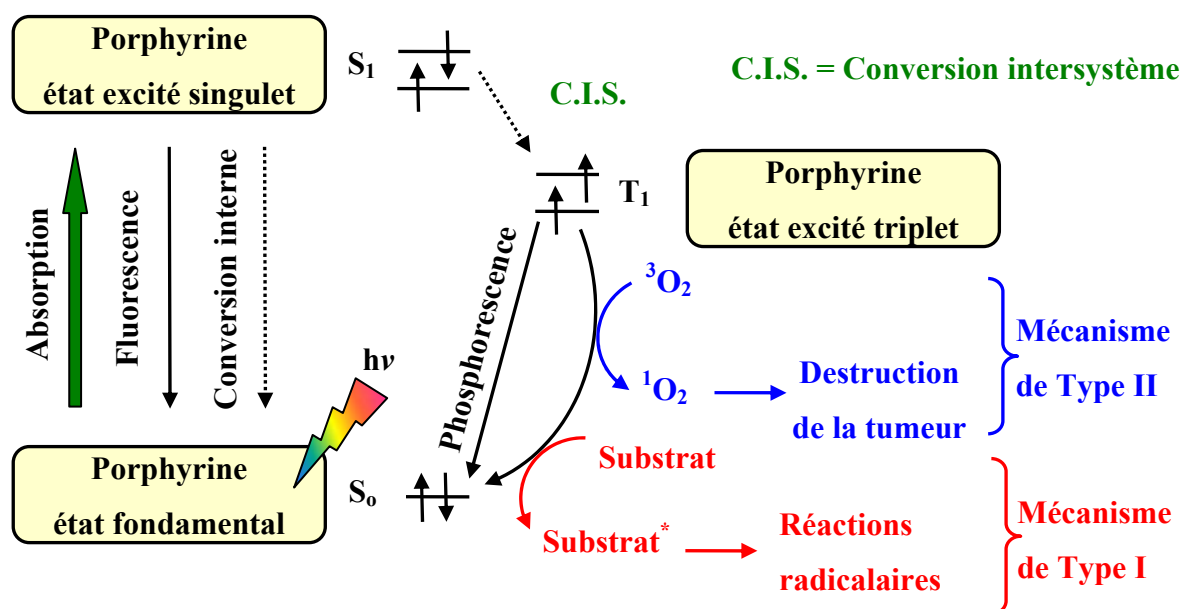 Porphyrine
état excité singulet
S₁
C.I.S.
C.I.S. = Conversion intersystème
Absorption
Fluorescence
Conversion interne
T₁
Porphyrine
état excité triplet
Phosphorescence
³O₂
¹O₂
Destruction
de la tumeur
Mécanisme
de Type II
hν
Porphyrine
état fondamental
Sₒ
Substrat
Substrat*
Réactions
radicalaires
Mécanisme
de Type I